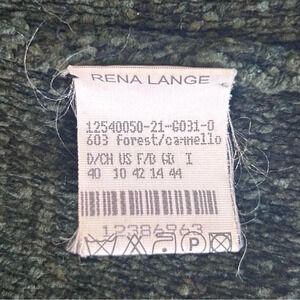 RENA LANGE
12540050-21-G031-0
603 forest/cammello
D/CH US F/B GB I
40 10 42 14 44
12386963